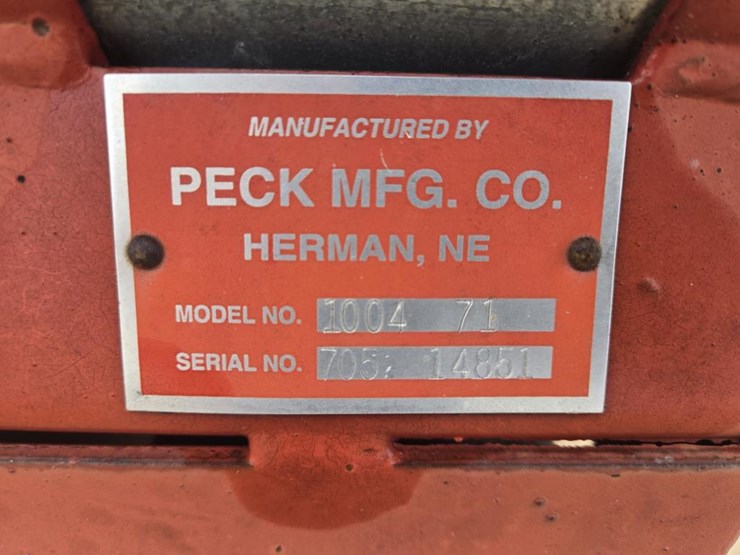 MANUFACTURED BY
PECK MFG. CO.
HERMAN, NE
MODEL NO. 1004 71
SERIAL NO. 14851